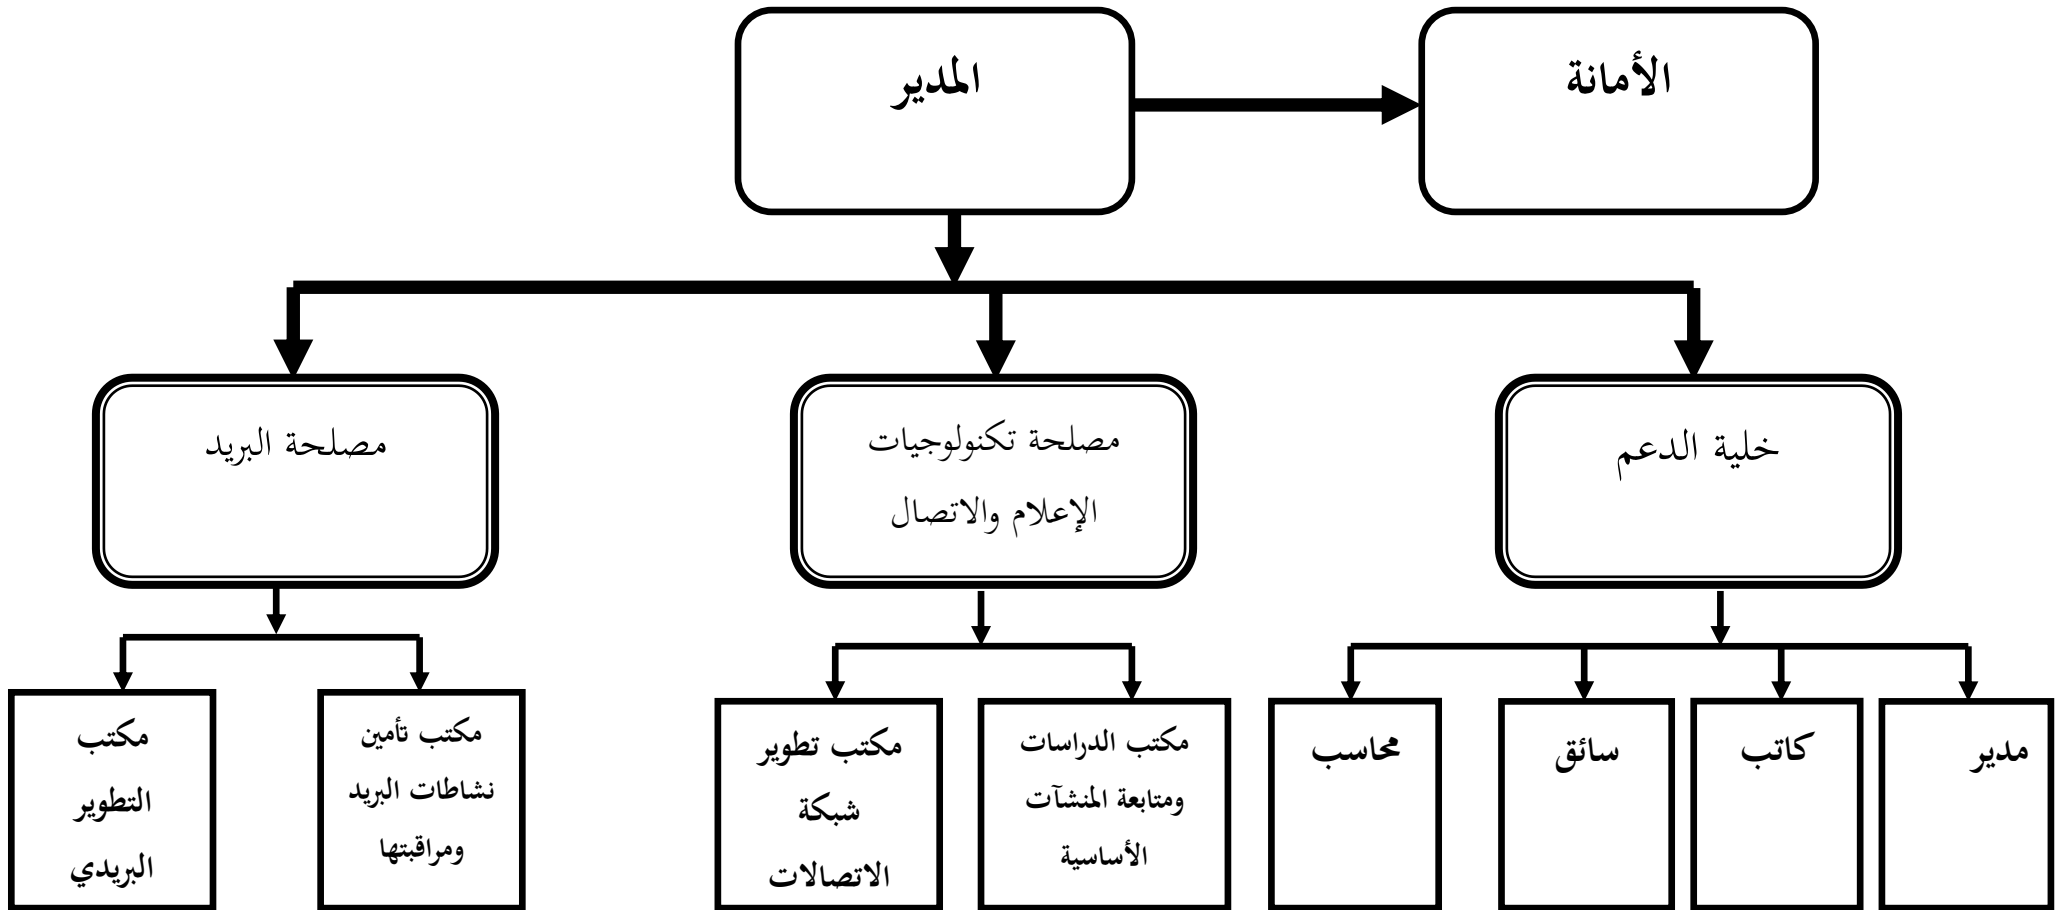 الأمانة
المدير
خلية الدعم
مصلحة تكنولوجيات
الإعلام والاتصال
مصلحة البريد
مدير
كاتب
سائق
محاسب
مكتب الدراسات
ومتابعة المنشآت
الأساسية
مكتب تطوير
شبكة
الاتصالات
مكتب تأمين
نشاطات البريد
ومراقبتها
مكتب
التطوير
البريدي